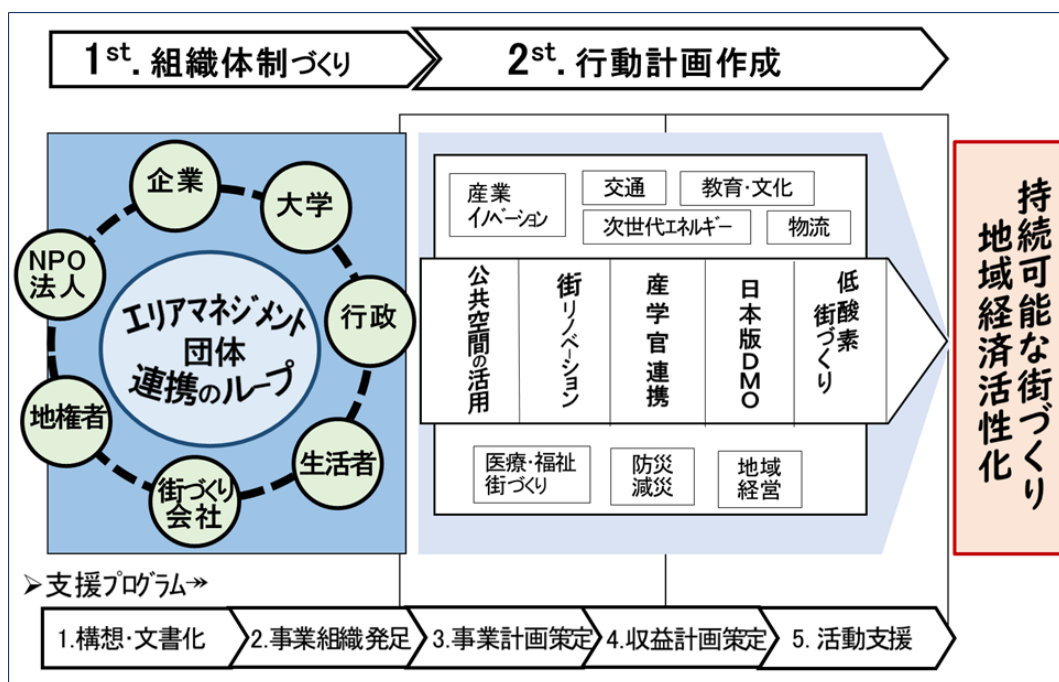 1st.組織体制づくり
2st.行動計画作成
企業
大学
NPO
法人
行政
エリアマネジメント
団体
連携のループ
地権者
生活者
街づくり
会社
産業
イノベーション
交通
教育・文化
次世代エネルギー
物流
公共空間の活用
街リノベーション
産学官連携
日本版DMO
低酸素
街づくり
医療・福祉
街づくり
防災
減災
地域
経営
持続可能な街づくり
地域経済活性化
➢支援プログラム↠
1.構想・文書化
2.事業組織発足
3.事業計画策定
4.収益計画策定
5.活動支援